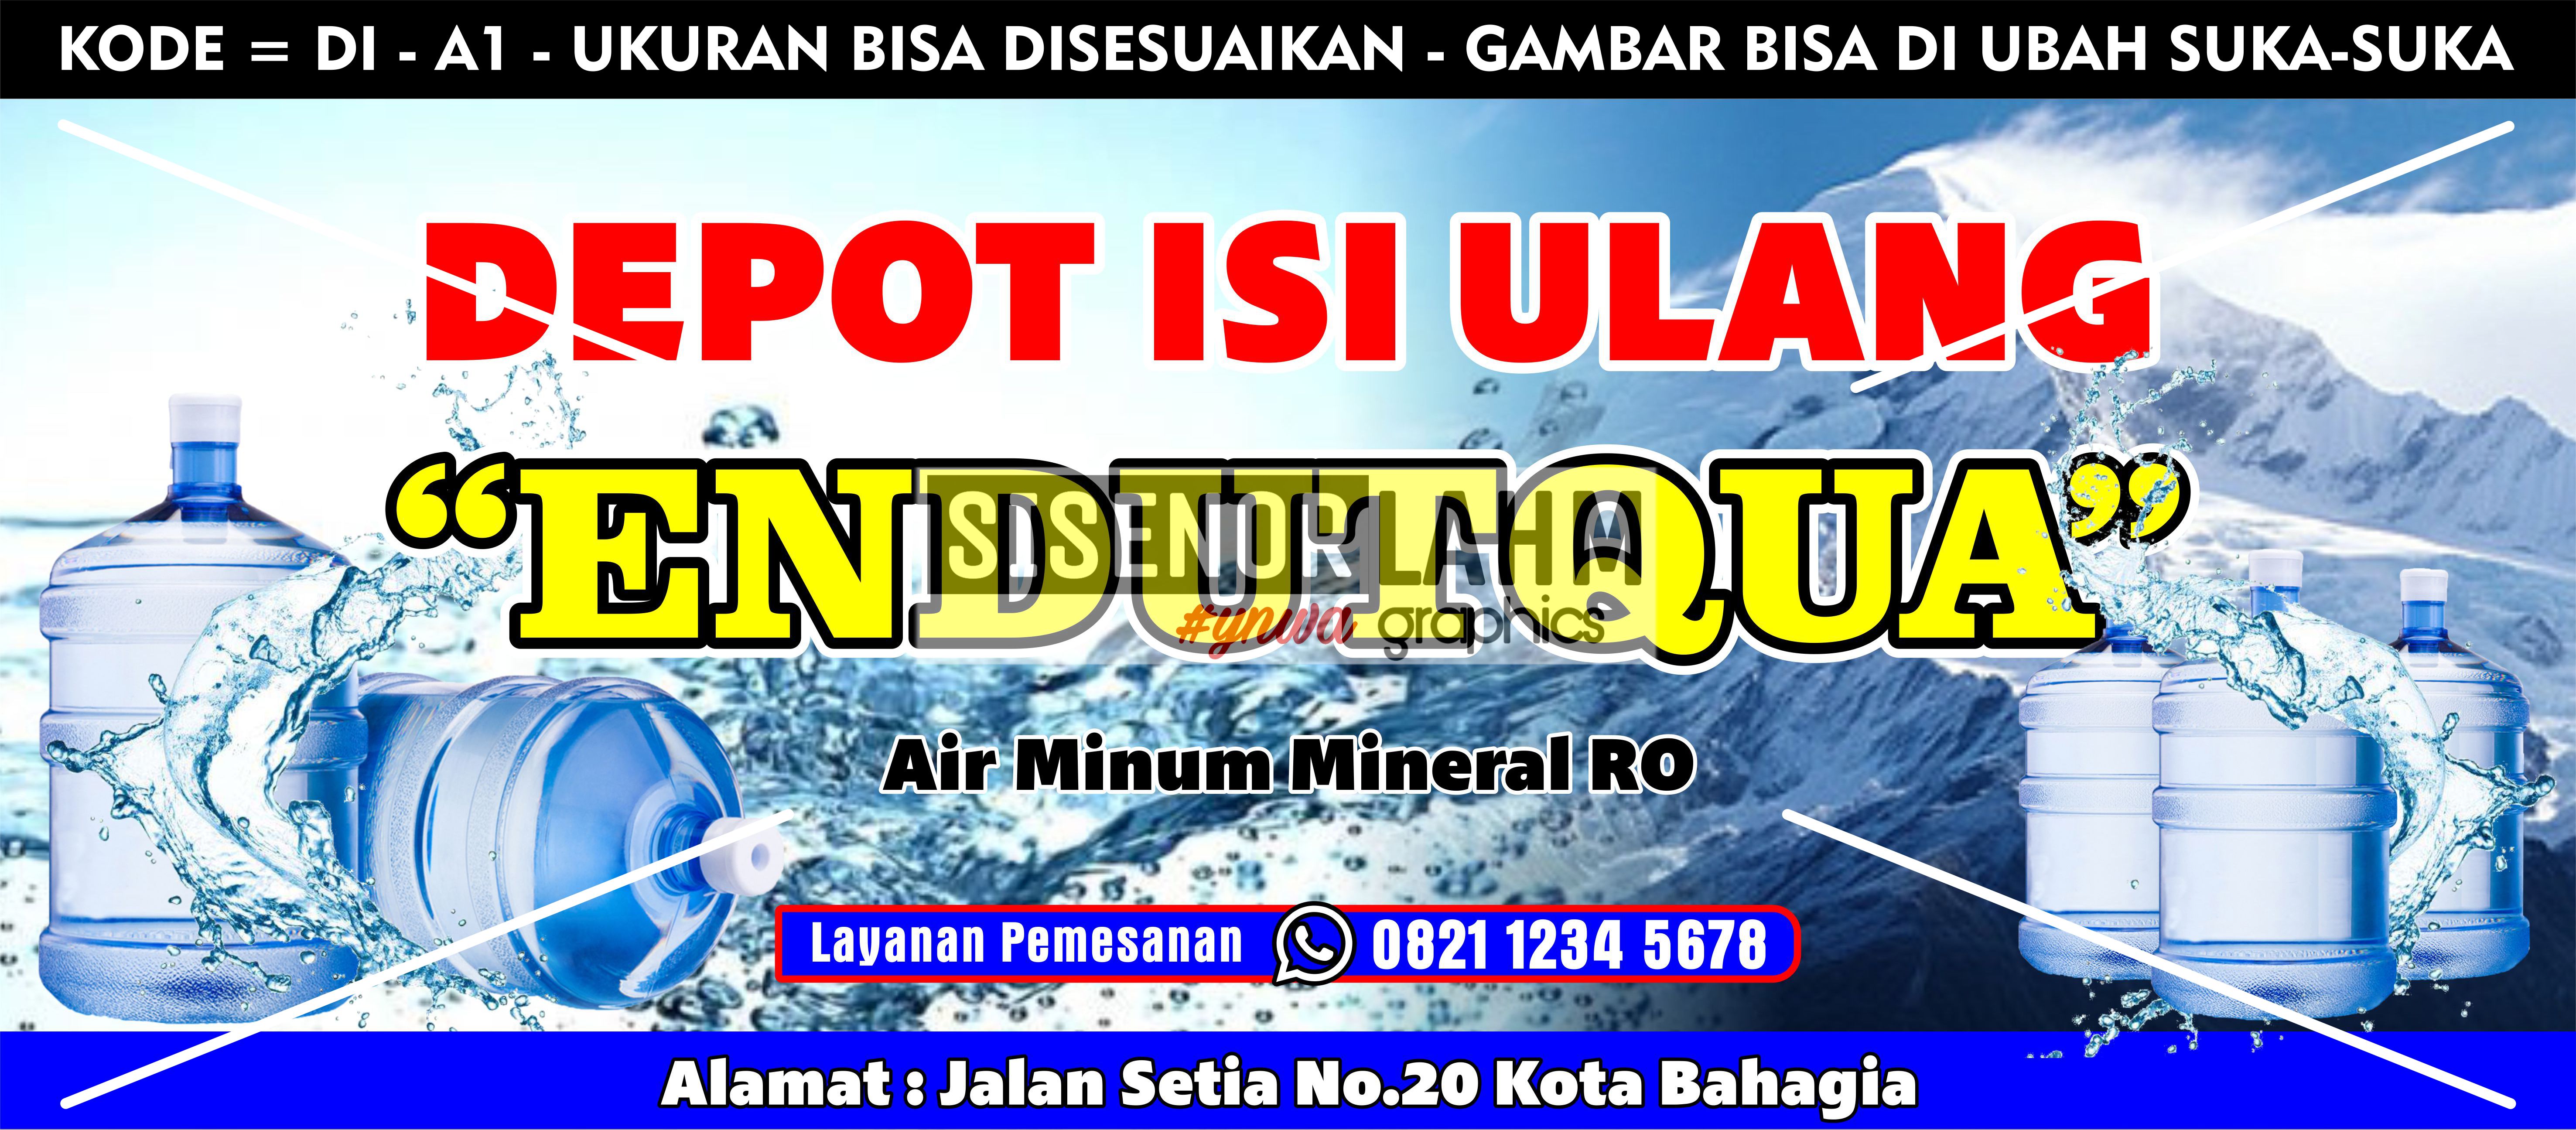 KODE = DI - A1 - UKURAN BISA DISESUAIKAN - GAMBAR BISA DI UBAH SUKA-SUKA
DEPOT ISI ULANG
“ENDUTQUA”
SISENORLAHM
#ynwa graphics
Air Minum Mineral RO
Layanan Pemesanan 0821 1234 5678
Alamat : Jalan Setia No.20 Kota Bahagia